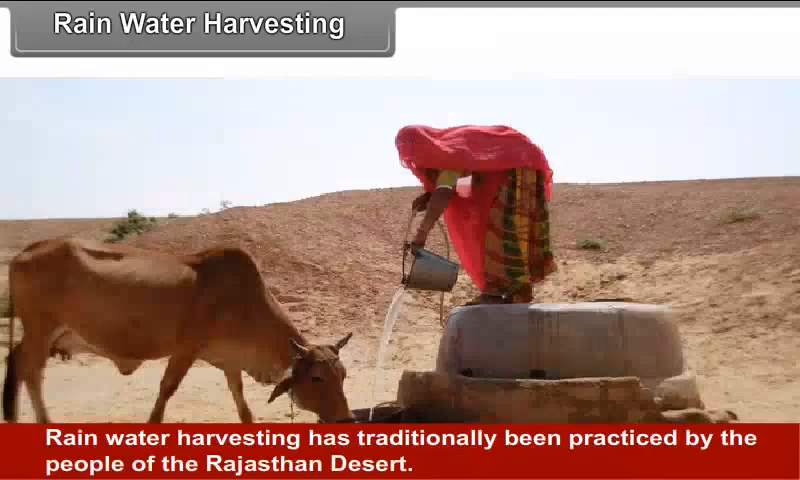 Rain Water Harvesting
Rain water harvesting has traditionally been practiced by the
people of the Rajasthan Desert.